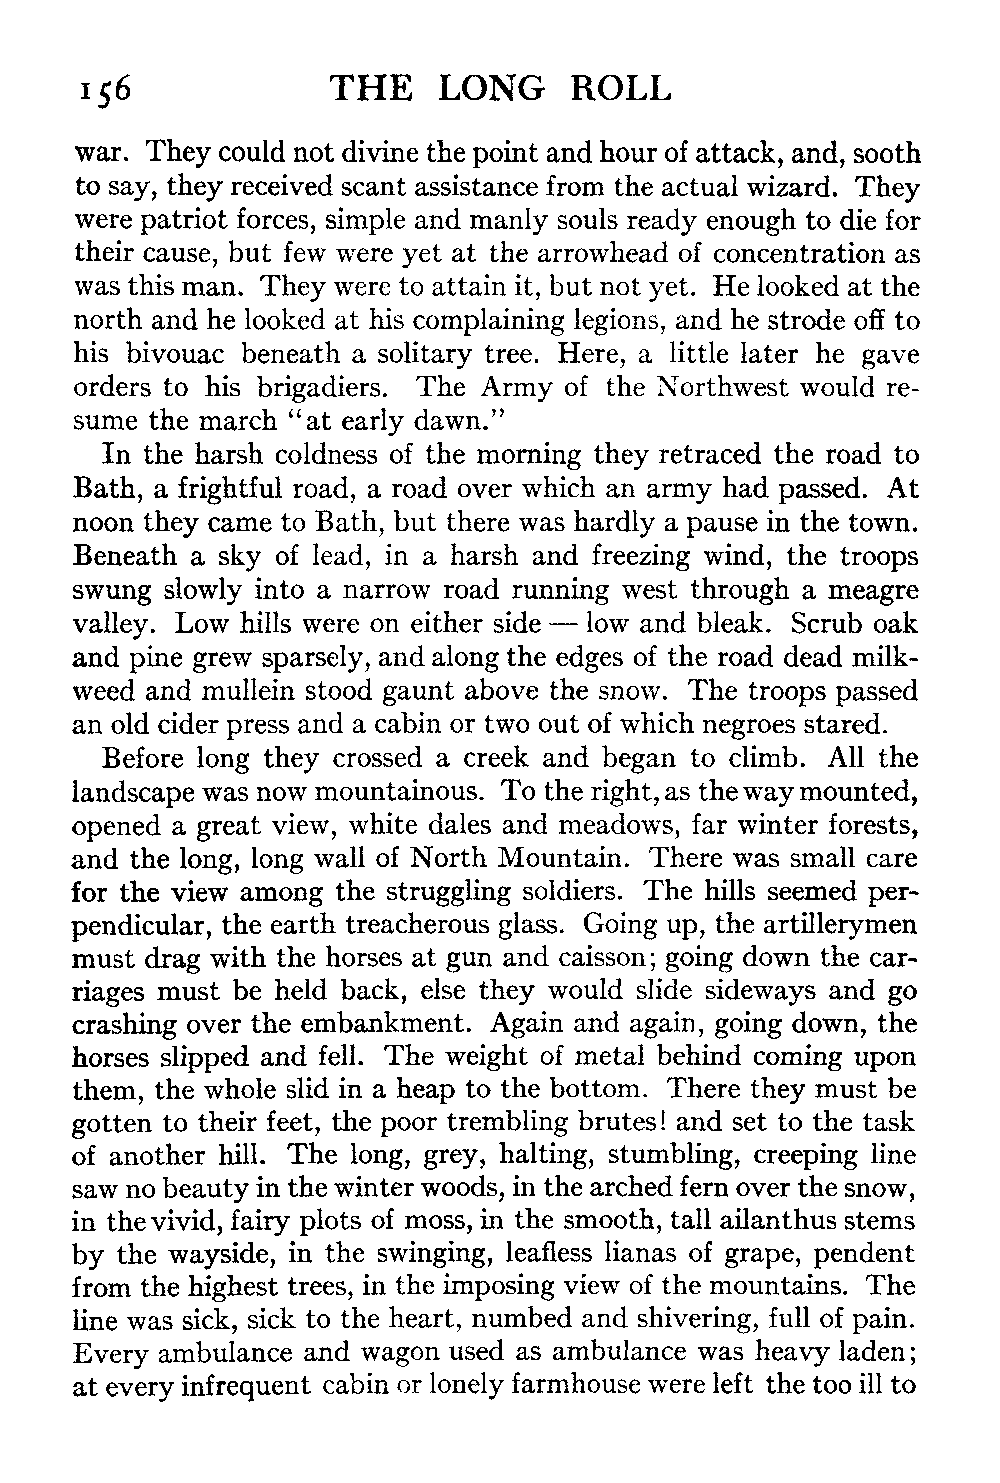 156 THE LONG ROLL
war. They could not divine the point and hour of attack, and, sooth
to say, they received scant assistance from the actual wizard. They
were patriot forces, simple and manly souls ready enough to die for
their cause, but few were yet at the arrowhead of concentration as
was this man. They were to attain it, but not yet. He looked at the
north and he looked at his complaining legions, and he strode off to
his bivouac beneath a solitary tree. Here, a little later he gave
orders to his brigadiers. The Army of the Northwest would re-
sume the march "at early dawn."
In the harsh coldness of the morning they retraced the road to
Bath, a frightful road, a road over which an army had passed. At
noon they came to Bath, but there was hardly a pause in the town.
Beneath a sky of lead, in a harsh and freezing wind, the troops
swung slowly into a narrow road running west through a meagre
valley. Low hills were on either side — low and bleak. Scrub oak
and pine grew sparsely, and along the edges of the road dead milk-
weed and mullein stood gaunt above the snow. The troops passed
an old cider press and a cabin or two out of which negroes stared.
Before long they crossed a creek and began to climb. All the
landscape was now mountainous. To the right, as the way mounted,
opened a great view, white dales and meadows, far winter forests,
and the long, long wall of North Mountain. There was small care
for the view among the struggling soldiers. The hills seemed per-
pendicular, the earth treacherous glass. Going up, the artillerymen
must drag with the horses at gun and caisson; going down the car-
riages must be held back, else they would slide sideways and go
crashing over the embankment. Again and again, going down, the
horses slipped and fell. The weight of metal behind coming upon
them, the whole slid in a heap to the bottom. There they must be
gotten to their feet, the poor trembling brutes! and set to the task
of another hill. The long, grey, halting, stumbling, creeping line
saw no beauty in the winter woods, in the arched fern over the snow,
in the vivid, fairy plots of moss, in the smooth, tall ailanthus stems
by the wayside, in the swinging, leafless lianas of grape, pendent
from the highest trees, in the imposing view of the mountains. The
line was sick, sick to the heart, numbed and shivering, full of pain.
Every ambulance and wagon used as ambulance was heavy laden;
at every infrequent cabin or lonely farmhouse were left the too ill to